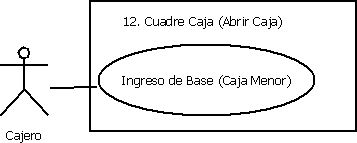 12. Cuadre Caja (Abrir Caja)
Ingreso de Base (Caja Menor)
Cajero